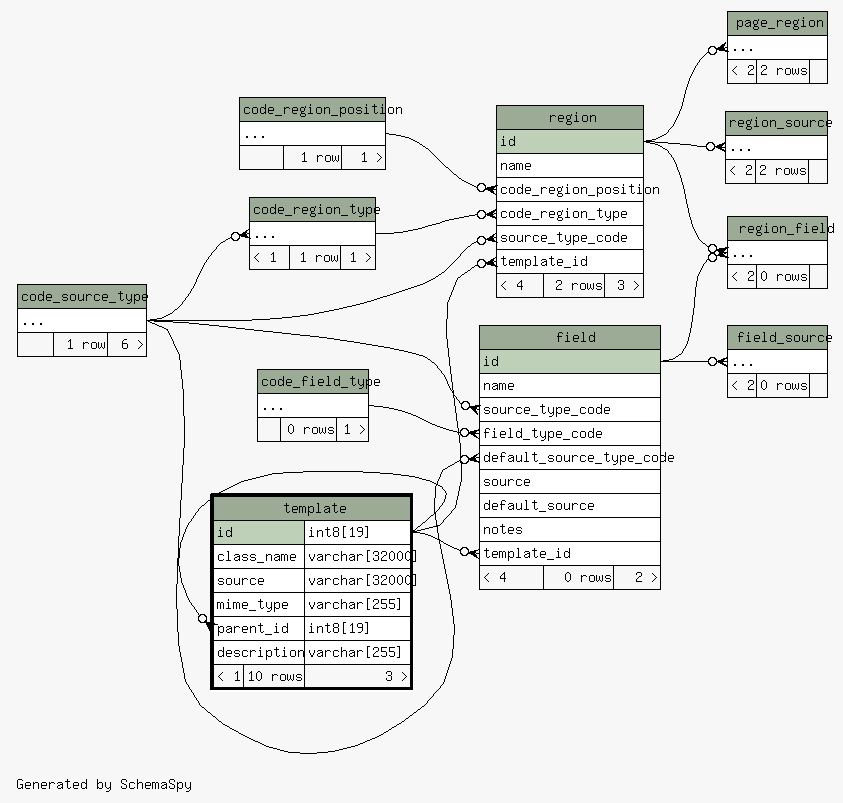 page_region
...
< 2 2 rows
code_region_position
...
1 row 1 >
region
id
name
code_region_position
code_region_type
source_type_code
template_id
< 4 2 rows 3 >
region_source
...
< 2 2 rows
code_region_type
...
< 1 1 row 1 >
region_field
...
< 2 0 rows
code_source_type
...
1 row 6 >
field
id
name
source_type_code
field_type_code
default_source_type_code
source
default_source
notes
template_id
< 4 0 rows 2 >
field_source
...
< 2 0 rows
code_field_type
...
0 rows 1 >
template
id int8[19]
class_name varchar[32000]
source varchar[32000]
mime_type varchar[255]
parent_id int8[19]
description varchar[255]
< 1 10 rows 3 >
Generated by SchemaSpy